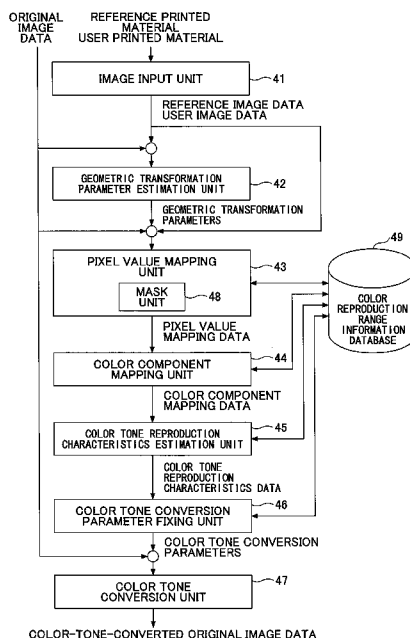 ORIGINAL
IMAGE
DATA
REFERENCE PRINTED
MATERIAL
USER PRINTED MATERIAL
IMAGE INPUT UNIT
41
REFERENCE IMAGE DATA
USER IMAGE DATA
GEOMETRIC TRANSFORMATION
PARAMETER ESTIMATION UNIT
42
GEOMETRIC TRANSFORMATION
PARAMETERS
PIXEL VALUE MAPPING
UNIT
43
MASK
UNIT
48
49
COLOR
REPRODUCTION
RANGE
INFORMATION
DATABASE
PIXEL VALUE
MAPPING DATA
44
COLOR COMPONENT
MAPPING UNIT
COLOR COMPONENT
MAPPING DATA
45
COLOR TONE REPRODUCTION
CHARACTERISTICS ESTIMATION UNIT
COLOR TONE
REPRODUCTION
CHARACTERISTICS DATA
46
COLOR TONE CONVERSION
PARAMETER FIXING UNIT
COLOR TONE CONVERSION
PARAMETERS
47
COLOR TONE
CONVERSION UNIT
COLOR-TONE-CONVERTED ORIGINAL IMAGE DATA